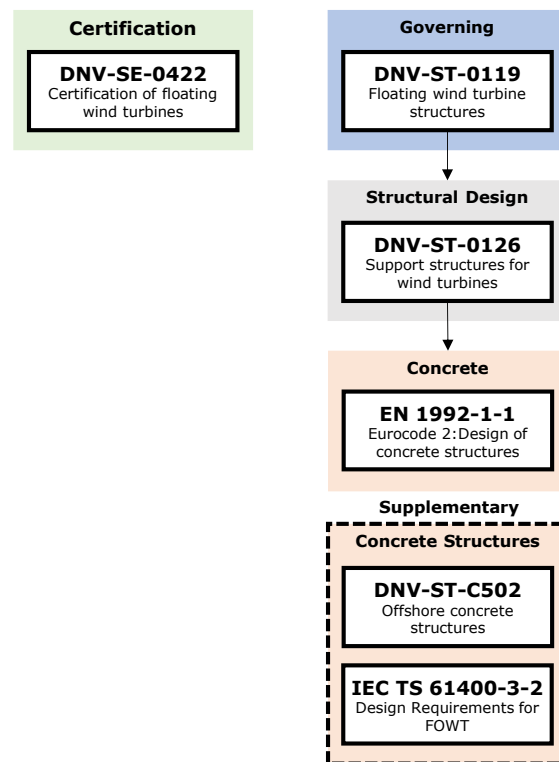 Certification
DNV-SE-0422
Certification of floating
wind turbines
Governing
DNV-ST-0119
Floating wind turbine
structures
Structural Design
DNV-ST-0126
Support structures for
wind turbines
Concrete
EN 1992-1-1
Eurocode 2:Design of
concrete structures
Supplementary
Concrete Structures
DNV-ST-C502
Offshore concrete
structures
IEC TS 61400-3-2
Design Requirements for
FOWT